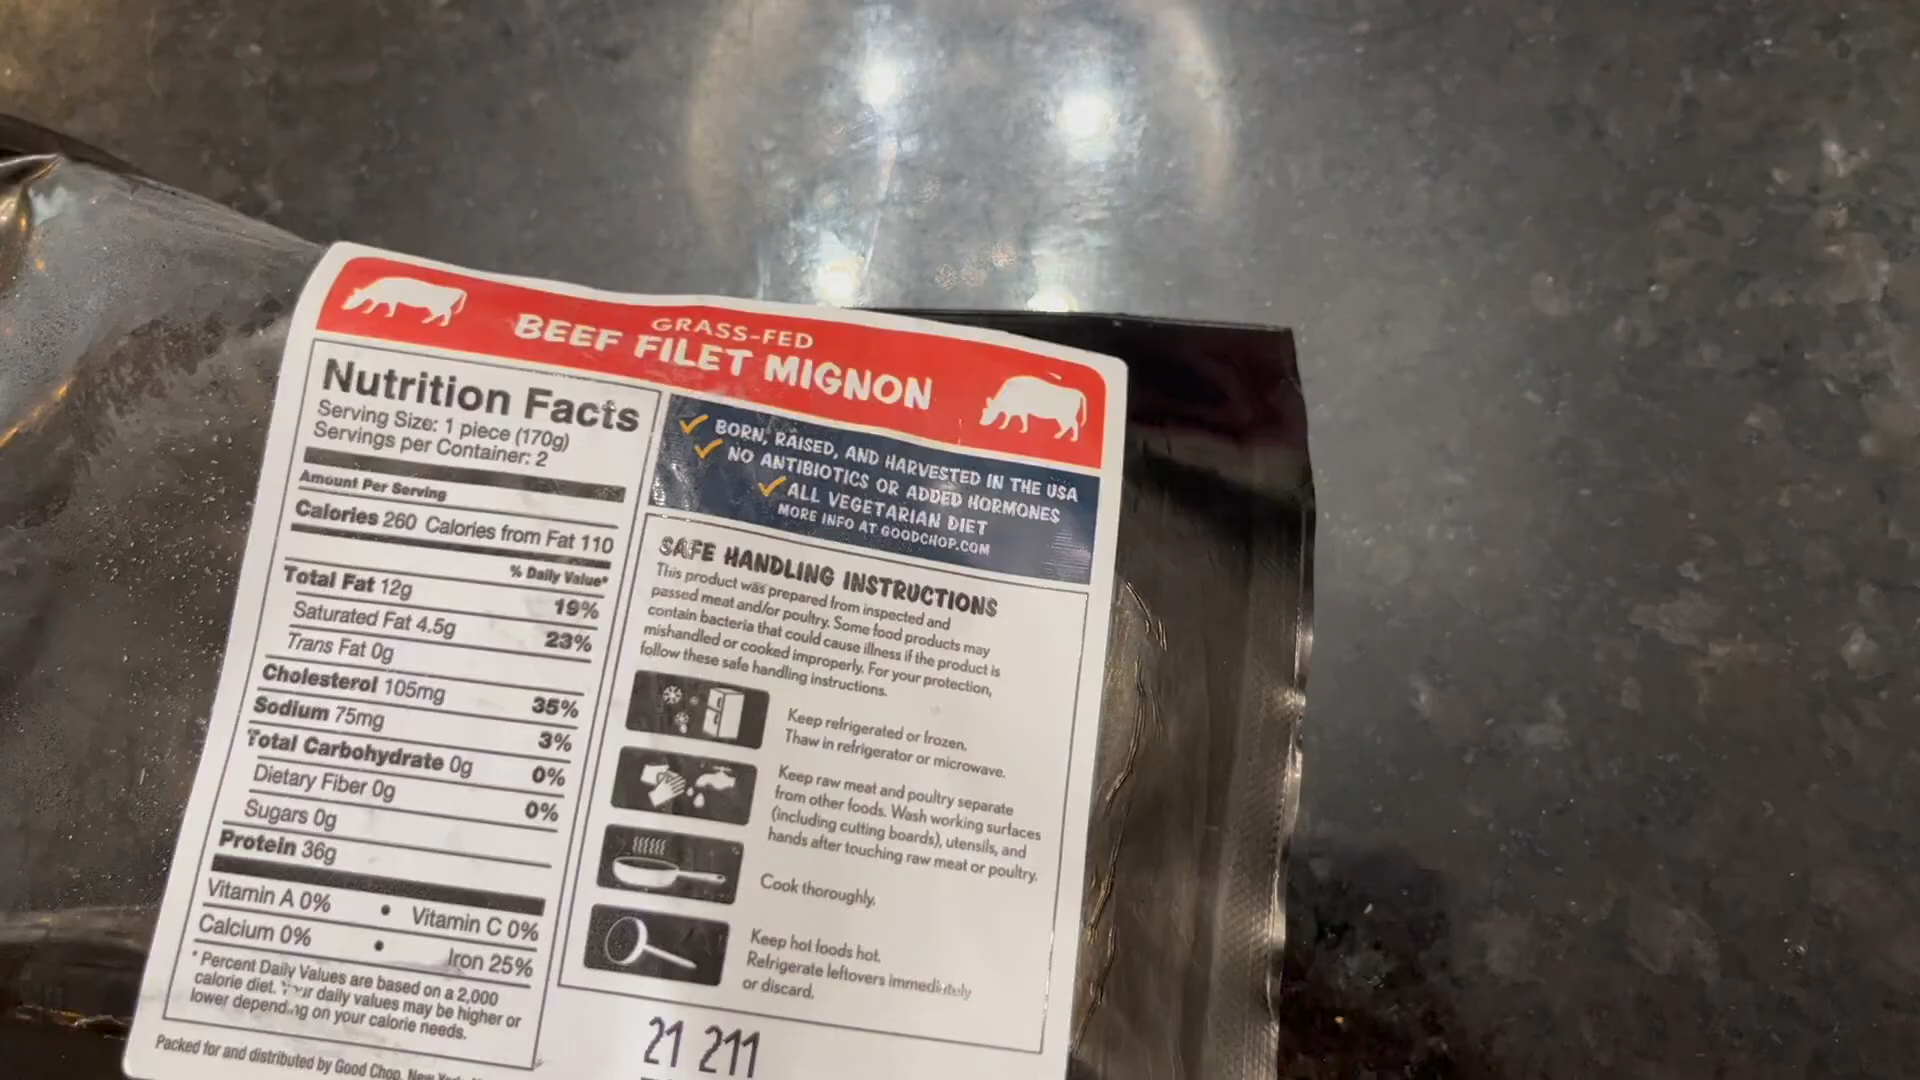 GRASS-FED
BEEF FILET MIGNON
Nutrition Facts
Serving Size: 1 piece (170g)
Servings per Container: 2
Amount Per Serving
Calories 260 Calories from Fat 110
% Daily Value*
Total Fat 12g 19%
Saturated Fat 4.5g 23%
Trans Fat 0g
Cholesterol 105mg 35%
Sodium 75mg 3%
Total Carbohydrate 0g 0%
Dietary Fiber 0g 0%
Sugars 0g
Protein 36g
Vitamin A 0% • Vitamin C 0%
Calcium 0% • Iron 25%
* Percent Daily Values are based on a 2,000
calorie diet. Your daily values may be higher or
lower depending on your calorie needs.
Packed for and distributed by Good Chop, New
BORN, RAISED, AND HARVESTED IN THE USA
NO ANTIBIOTICS OR ADDED HORMONES
ALL VEGETARIAN DIET
MORE INFO AT GOODCHOP.COM
SAFE HANDLING INSTRUCTIONS
This product was prepared from inspected and
passed meat and/or poultry. Some food products may
contain bacteria that could cause illness if the product is
mishandled or cooked improperly. For your protection,
follow these safe handling instructions.
Keep refrigerated or frozen.
Thaw in refrigerator or microwave.
Keep raw meat and poultry separate
from other foods. Wash working surfaces
(including cutting boards), utensils, and
hands after touching raw meat or poultry.
Cook thoroughly.
Keep hot foods hot.
Refrigerate leftovers immediately
or discard.
21 211